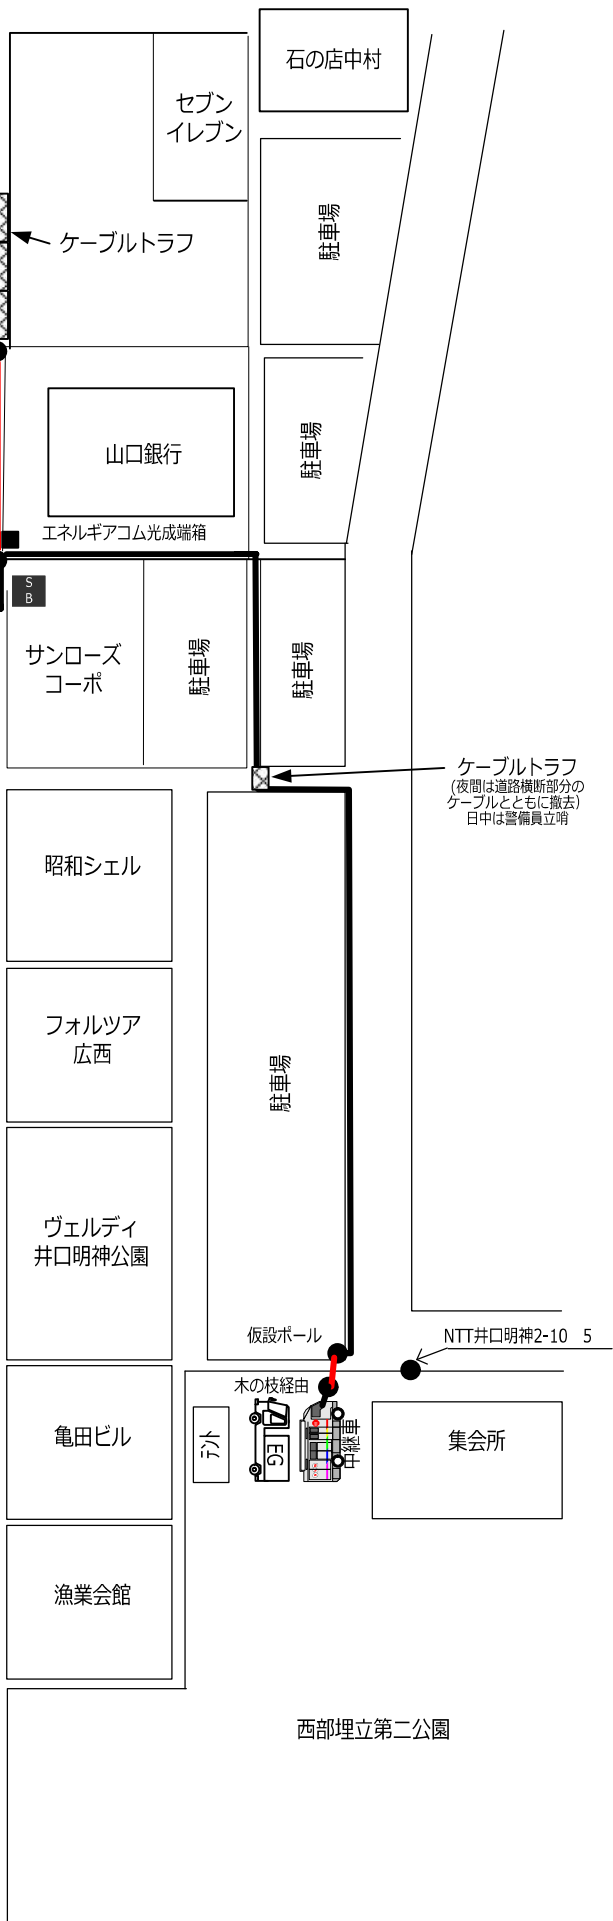 石の店中村
セブン
イレブン
駐車場
ケーブルトラフ
駐車場
山口銀行
エネルギアコム光成端箱
S
B
サンローズ
コーポ
駐車場
駐車場
ケーブルトラフ
(夜間は道路横断部分の
ケーブルとともに撤去)
日中は警備員立哨
昭和シェル
フォルツア
広西
駐車場
ヴェルディ
井口明神公園
仮設ポール
NTT井口明神2-10 5
木の枝経由
亀田ビル
テント
EG
中継車
集会所
漁業会館
西部埋立第二公園